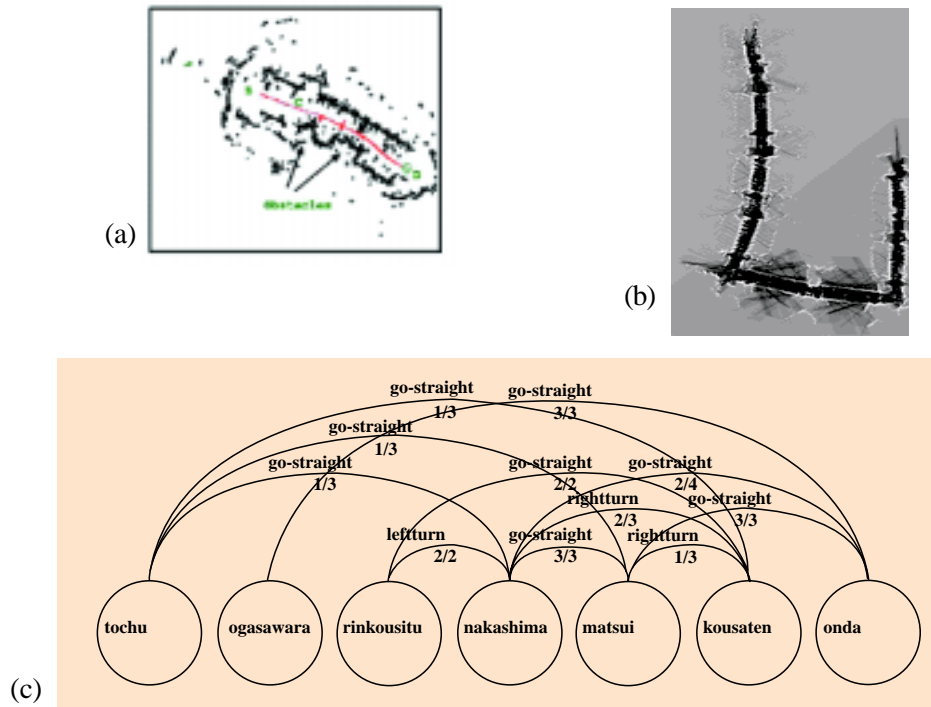 Obstacles
(a)
(b)
go-straight
1/3
go-straight
3/3
go-straight
1/3
go-straight
1/3
go-straight
2/2
go-straight
2/4
rightturn
2/3
go-straight
3/3
leftturn
2/2
go-straight
3/3
rightturn
1/3
tochu
ogasawara
rinkousitu
nakashima
matsui
kousaten
onda
(c)